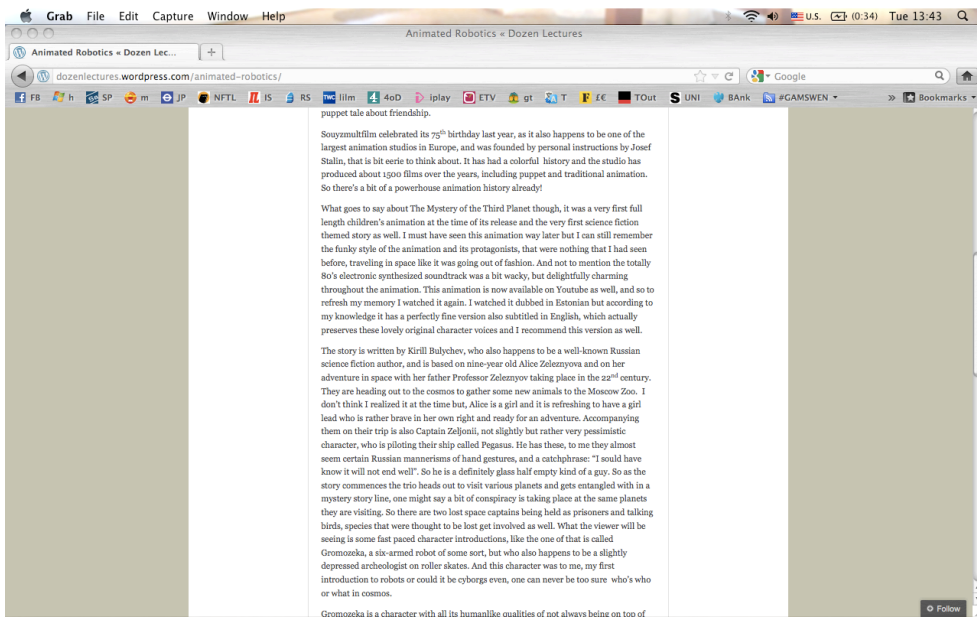 Grab File Edit Capture Window Help U.S. (0:34) Tue 13:43
Animated Robotics « Dozen Lectures
Animated Robotics « Dozen Lec...
dozenlectures.wordpress.com/animated-robotics/ Google
FB h SP m JP NFTL IS RS lilm 4oD iplay ETV gt T £€ TOut UNI BAnk #GAMSWEN » Bookmarks
puppet tale about friendship.
Souyzmultfilm celebrated its 75th birthday last year, as it also happens to be one of the
largest animation studios in Europe, and was founded by personal instructions by Josef
Stalin, that is bit eerie to think about. It has had a colorful history and the studio has
produced about 1500 films over the years, including puppet and traditional animation.
So there's a bit of a powerhouse animation history already!
What goes to say about The Mystery of the Third Planet though, it was a very first full
length children's animation at the time of its release and the very first science fiction
themed story as well. I must have seen this animation way later but I can still remember
the funky style of the animation and its protagonists, that were nothing that I had seen
before, traveling in space like it was going out of fashion. And not to mention the totally
80's electronic synthesized soundtrack was a bit wacky, but delightfully charming
throughout the animation. This animation is now available on Youtube as well, and so to
refresh my memory I watched it again. I watched it dubbed in Estonian but according to
my knowledge it has a perfectly fine version also subtitled in English, which actually
preserves these lovely original character voices and I recommend this version as well.
The story is written by Kirill Bulychev, who also happens to be a well-known Russian
science fiction author, and is based on nine-year old Alice Zeleznyova and on her
adventure in space with her father Professor Zeleznyov taking place in the 22nd century.
They are heading out to the cosmos to gather some new animals to the Moscow Zoo. I
don't think I realized it at the time but, Alice is a girl and it is refreshing to have a girl
lead who is rather brave in her own right and ready for an adventure. Accompanying
them on their trip is also Captain Zeljonii, not slightly but rather very pessimistic
character, who is piloting their ship called Pegasus. He has these, to me they almost
seem certain Russian mannerisms of hand gestures, and a catchphrase: "I sould have
know it will not end well". So he is a definitely glass half empty kind of a guy. So as the
story commences the trio heads out to visit various planets and gets entangled with in a
mystery story line, one might say a bit of conspiracy is taking place at the same planets
they are visiting. So there are two lost space captains being held as prisoners and talking
birds, species that were thought to be lost get involved as well. What the viewer will be
seeing is some fast paced character introductions, like the one of that is called
Gromozeka, a six-armed robot of some sort, but who also happens to be a slightly
depressed archeologist on roller skates. And this character was to me, my first
introduction to robots or could it be cyborgs even, one can never be too sure who's who
or what in cosmos.
Gromozeka is a character with all its humanlike qualities of not always being on top of
Follow